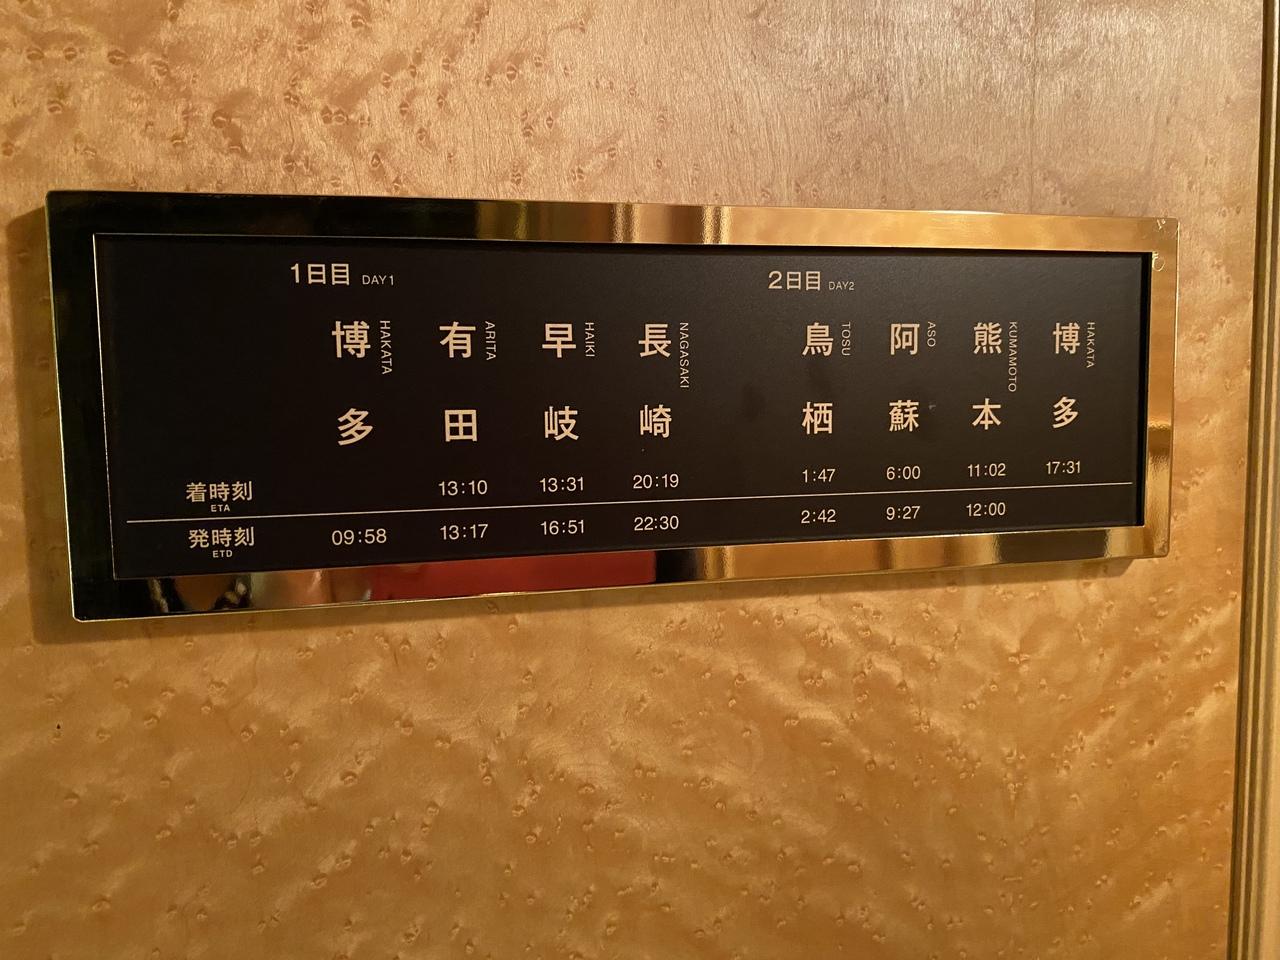 1日目 DAY1 2日目 DAY2
博多 HAKATA 有田 ARITA 早岐 HAIKI 長崎 NAGASAKI 鳥栖 TOSU 阿蘇 ASO 熊本 KUMAMOTO 博多 HAKATA
着時刻 13:10 13:31 20:19 1:47 6:00 11:02 17:31
ETA
発時刻 09:58 13:17 16:51 22:30 2:42 9:27 12:00
ETD